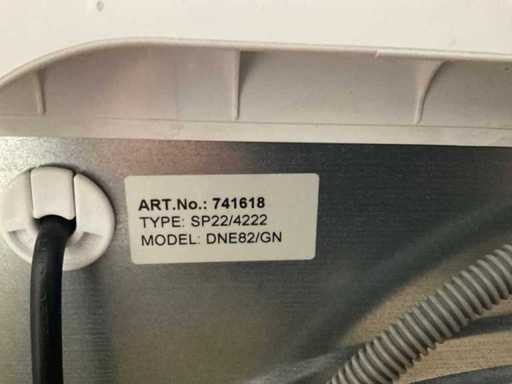 ART.No.: 741618
TYPE: SP22/4222
MODEL: DNE82/GN